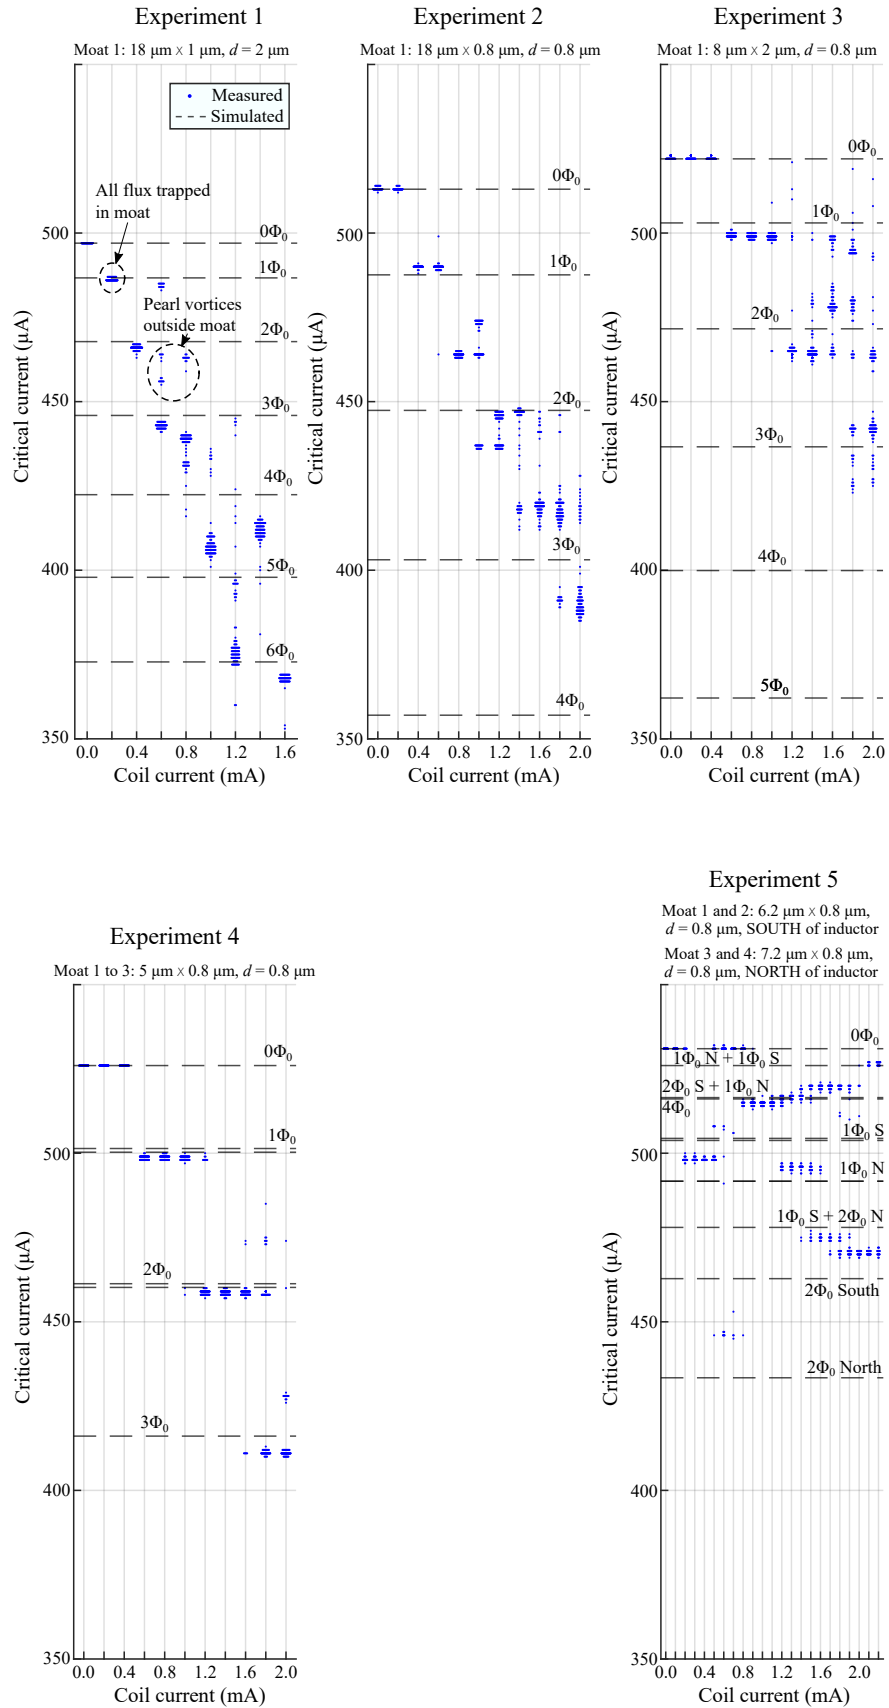 Experiment 1
Moat 1: 18 μm x 1 μm, d = 2 μm
Measured
Simulated
All flux trapped
in moat
Pearl vortices
outside moat
0Φ0
1Φ0
2Φ0
3Φ0
4Φ0
5Φ0
6Φ0
500
450
400
350
Critical current (μA)
0.0 0.4 0.8 1.2 1.6
Coil current (mA)
Experiment 2
Moat 1: 18 μm x 0.8 μm, d = 0.8 μm
0Φ0
1Φ0
2Φ0
3Φ0
4Φ0
500
450
400
350
Critical current (μA)
0.0 0.4 0.8 1.2 1.6 2.0
Coil current (mA)
Experiment 3
Moat 1: 8 μm x 2 μm, d = 0.8 μm
0Φ0
1Φ0
2Φ0
3Φ0
4Φ0
5Φ0
500
450
400
350
Critical current (μA)
0.0 0.4 0.8 1.2 1.6 2.0
Coil current (mA)
Experiment 4
Moat 1 to 3: 5 μm x 0.8 μm, d = 0.8 μm
0Φ0
1Φ0
2Φ0
3Φ0
500
450
400
350
Critical current (μA)
0.0 0.4 0.8 1.2 1.6 2.0
Coil current (mA)
Experiment 5
Moat 1 and 2: 6.2 μm x 0.8 μm,
d = 0.8 μm, SOUTH of inductor
Moat 3 and 4: 7.2 μm x 0.8 μm,
d = 0.8 μm, NORTH of inductor
0Φ0
1Φ0 N + 1Φ0 S
2Φ0 S + 1Φ0 N
4Φ0
1Φ0 S
1Φ0 N
1Φ0 S + 2Φ0 N
2Φ0 South
2Φ0 North
500
450
400
350
Critical current (μA)
0.0 0.4 0.8 1.2 1.6 2.0
Coil current (mA)